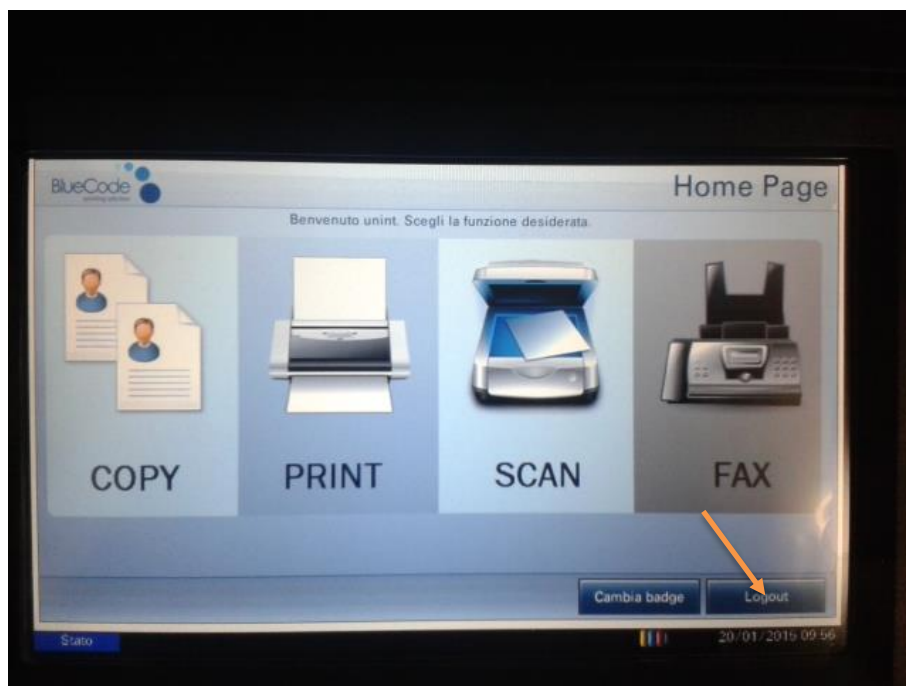 BlueCode
Home Page
Benvenuto unint. Scegli la funzione desiderata.
COPY
PRINT
SCAN
FAX
Cambia badge
Logout
Stato
20/01/2016 09:56